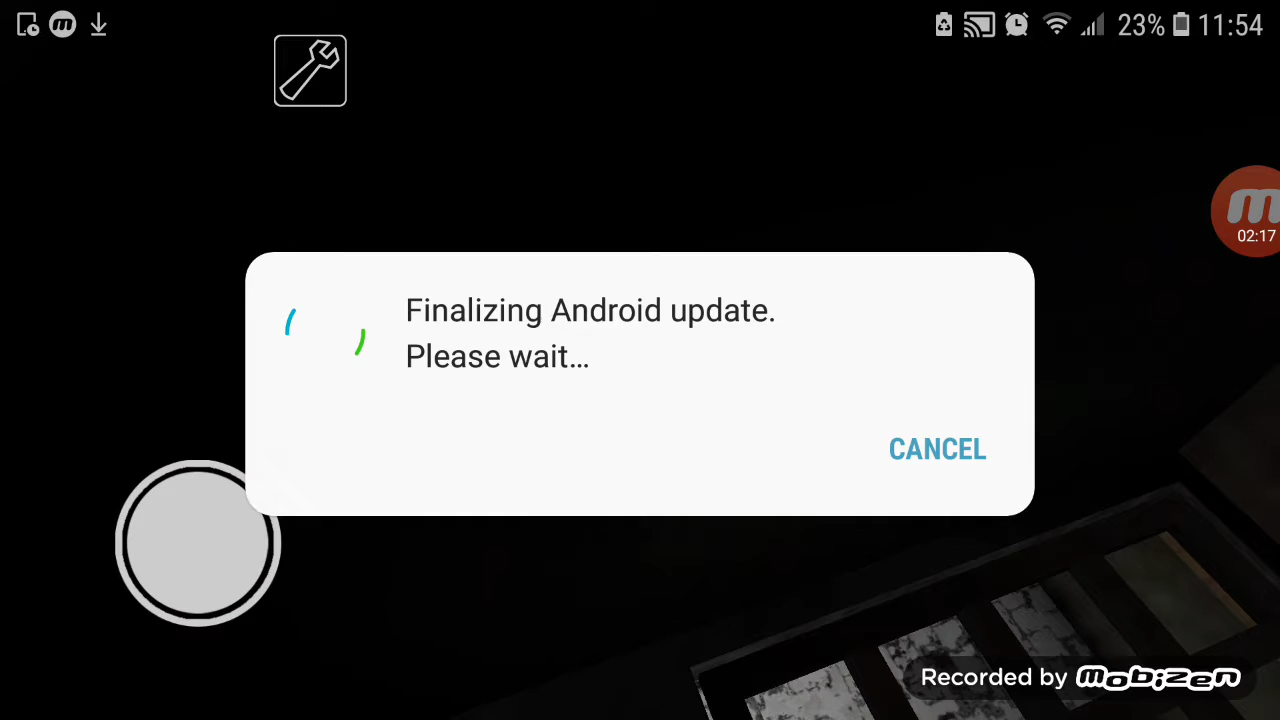 m
23% 11:54
m
02:17
Finalizing Android update.
Please wait...
CANCEL
Recorded by mobizen